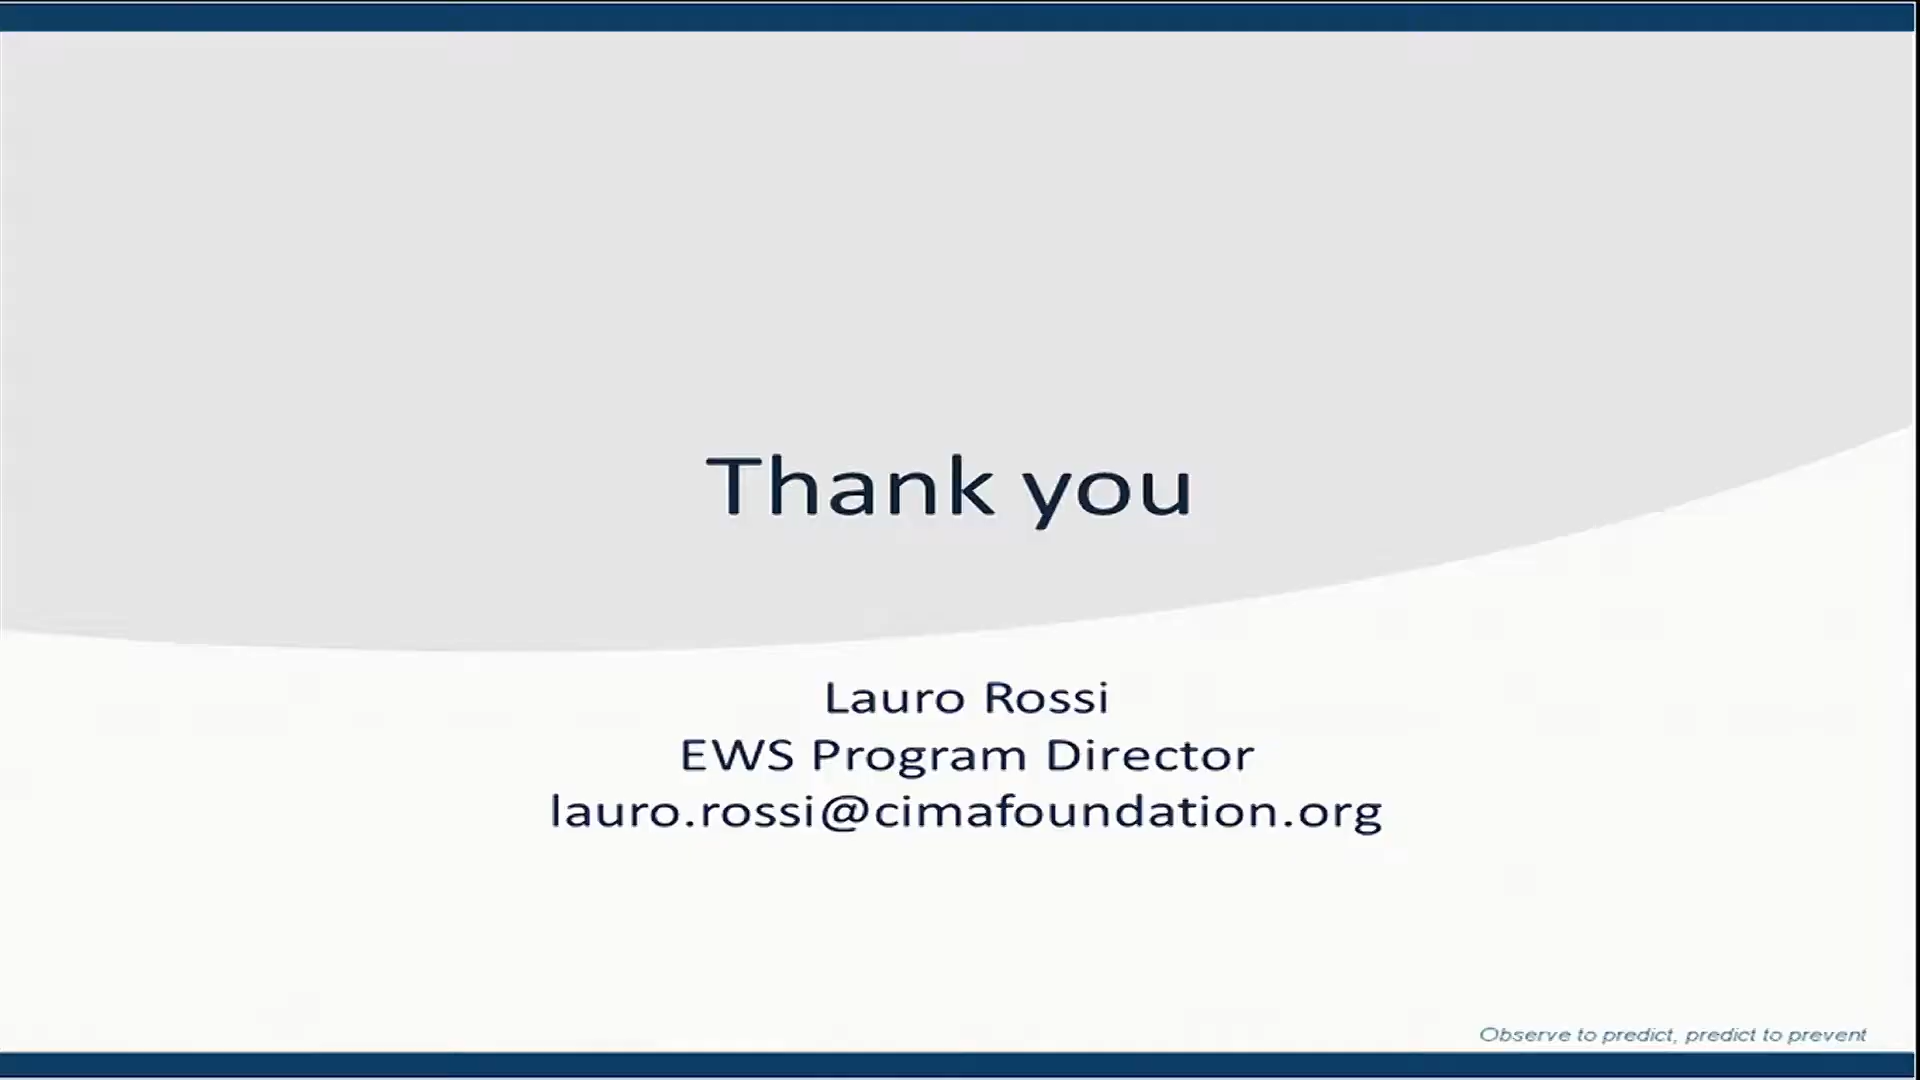 Thank you
Lauro Rossi
EWS Program Director
lauro.rossi@cimafoundation.org
Observe to predict, predict to prevent